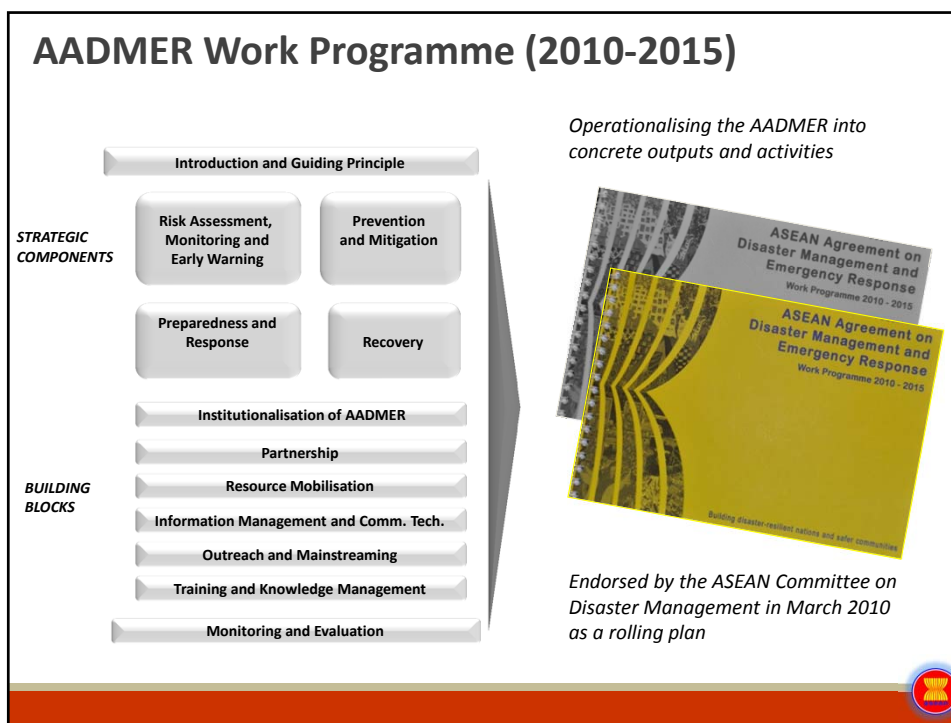 AADMER Work Programme (2010-2015)
Introduction and Guiding Principle
STRATEGIC
COMPONENTS
Risk Assessment,
Monitoring and
Early Warning
Prevention
and Mitigation
Preparedness and
Response
Recovery
BUILDING
BLOCKS
Institutionalisation of AADMER
Partnership
Resource Mobilisation
Information Management and Comm. Tech.
Outreach and Mainstreaming
Training and Knowledge Management
Monitoring and Evaluation
Operationalising the AADMER into
concrete outputs and activities
ASEAN Agreement on
Disaster Management and
Emergency Response
Work Programme 2010 - 2015
ASEAN Agreement on
Disaster Management and
Emergency Response
Work Programme 2010 - 2015
Building disaster-resilient nations and safer communities
Endorsed by the ASEAN Committee on
Disaster Management in March 2010
as a rolling plan